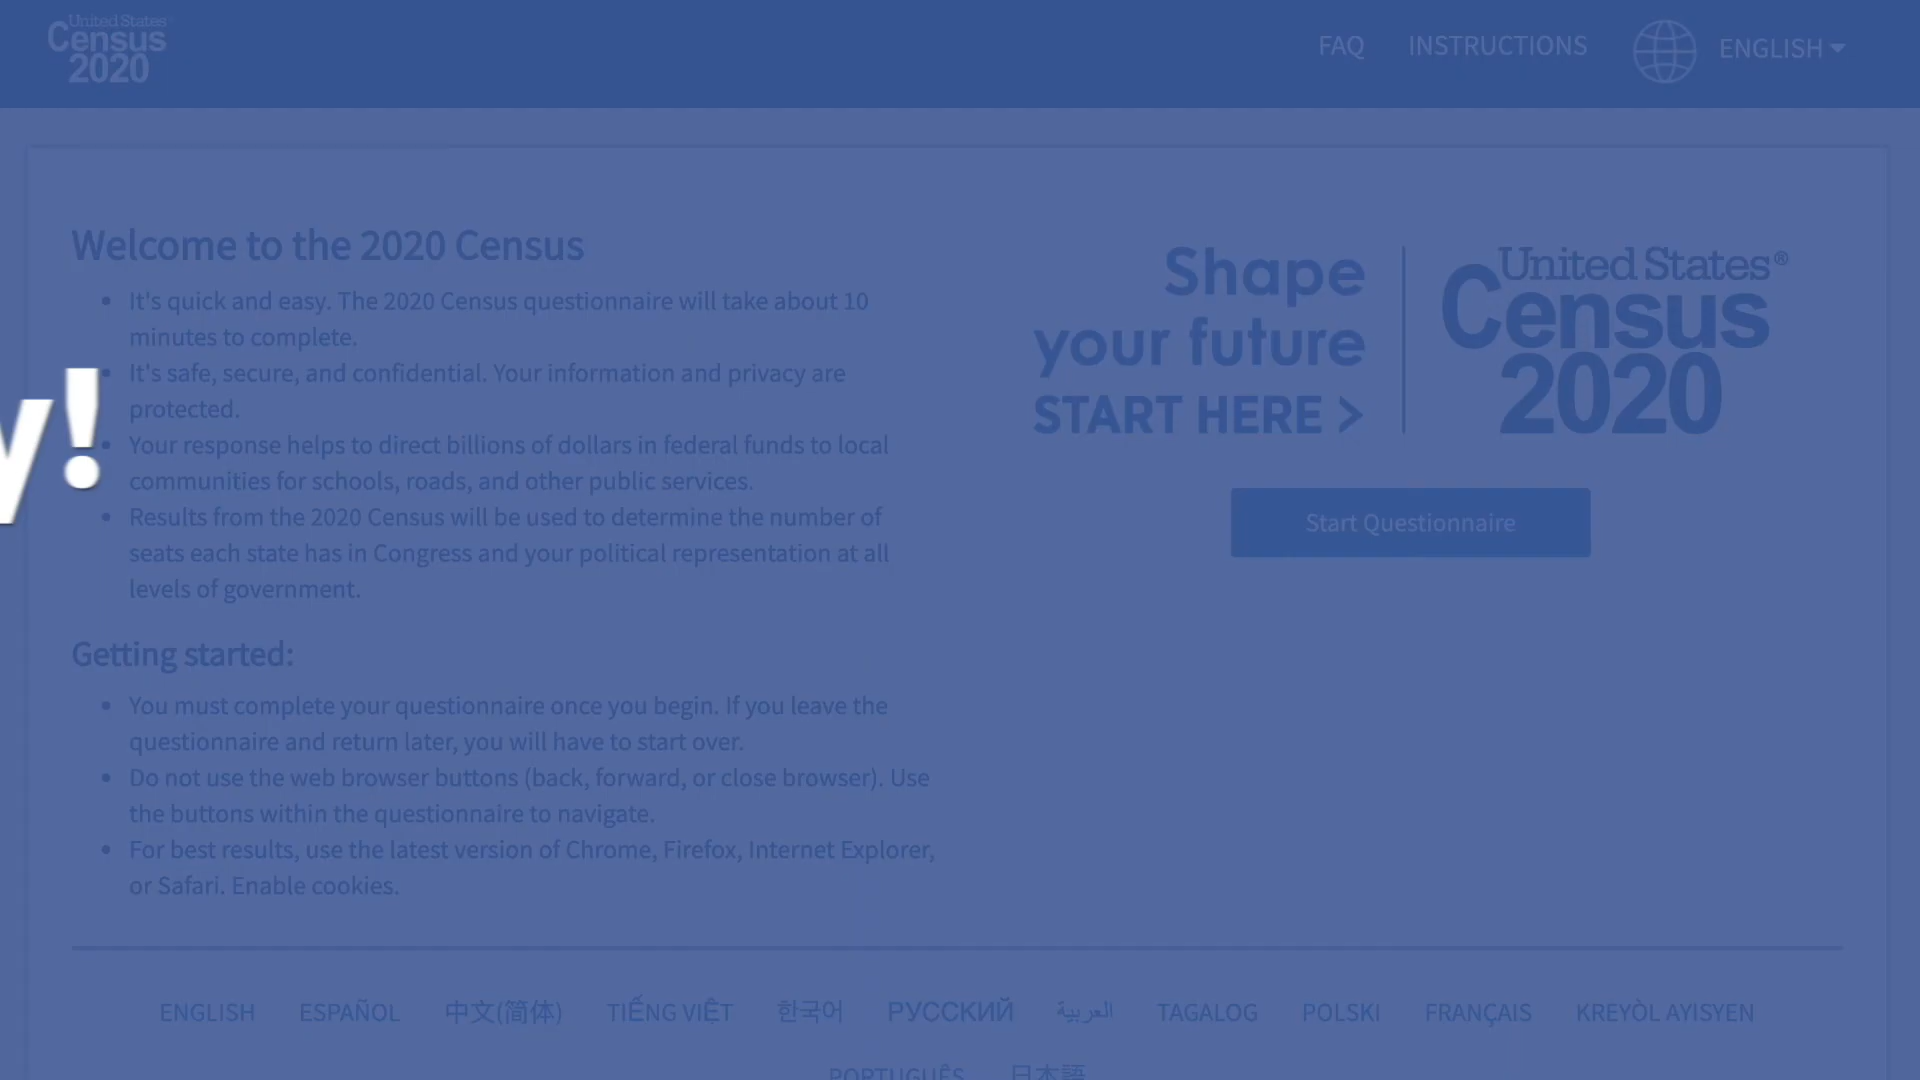 United States
Census
2020
FAQ INSTRUCTIONS ENGLISH
Welcome to the 2020 Census
• It's quick and easy. The 2020 Census questionnaire will take about 10
minutes to complete.
• It's safe, secure, and confidential. Your information and privacy are
protected.
• Your response helps to direct billions of dollars in federal funds to local
communities for schools, roads, and other public services.
• Results from the 2020 Census will be used to determine the number of
seats each state has in Congress and your political representation at all
levels of government.
y!
Getting started:
• You must complete your questionnaire once you begin. If you leave the
questionnaire and return later, you will have to start over.
• Do not use the web browser buttons (back, forward, or close browser). Use
the buttons within the questionnaire to navigate.
• For best results, use the latest version of Chrome, Firefox, Internet Explorer,
or Safari. Enable cookies.
Shape
your future
START HERE >
United States®
Census
2020
Start Questionnaire
ENGLISH ESPAÑOL 中文(简体) TIẾNG VIỆT 한국어 РУССКИЙ العربية TAGALOG POLSKI FRANÇAIS KREYÒL AYISYEN
PORTUGUÊS 日本語